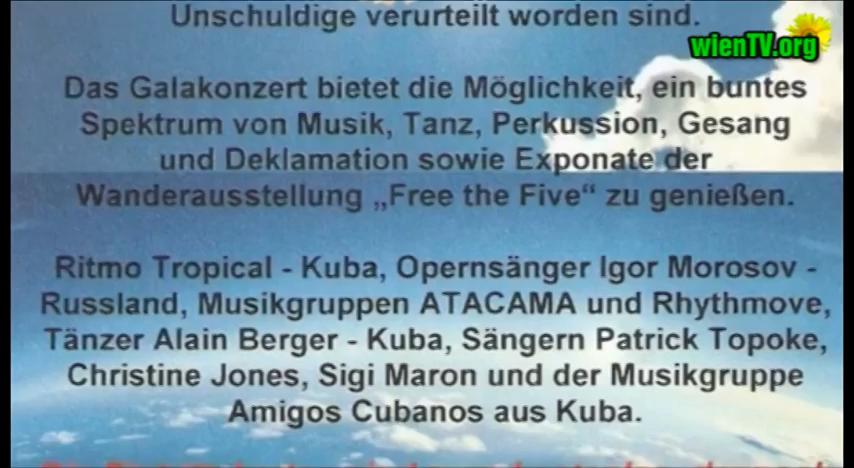 Unschuldige verurteilt worden sind.
wienTV.org
Das Galakonzert bietet die Möglichkeit, ein buntes
Spektrum von Musik, Tanz, Perkussion, Gesang
und Deklamation sowie Exponate der
Wanderausstellung „Free the Five“ zu genießen.
Ritmo Tropical - Kuba, Opernsänger Igor Morosov -
Russland, Musikgruppen ATACAMA und Rhythmove,
Tänzer Alain Berger - Kuba, Sängern Patrick Topoke,
Christine Jones, Sigi Maron und der Musikgruppe
Amigos Cubanos aus Kuba.